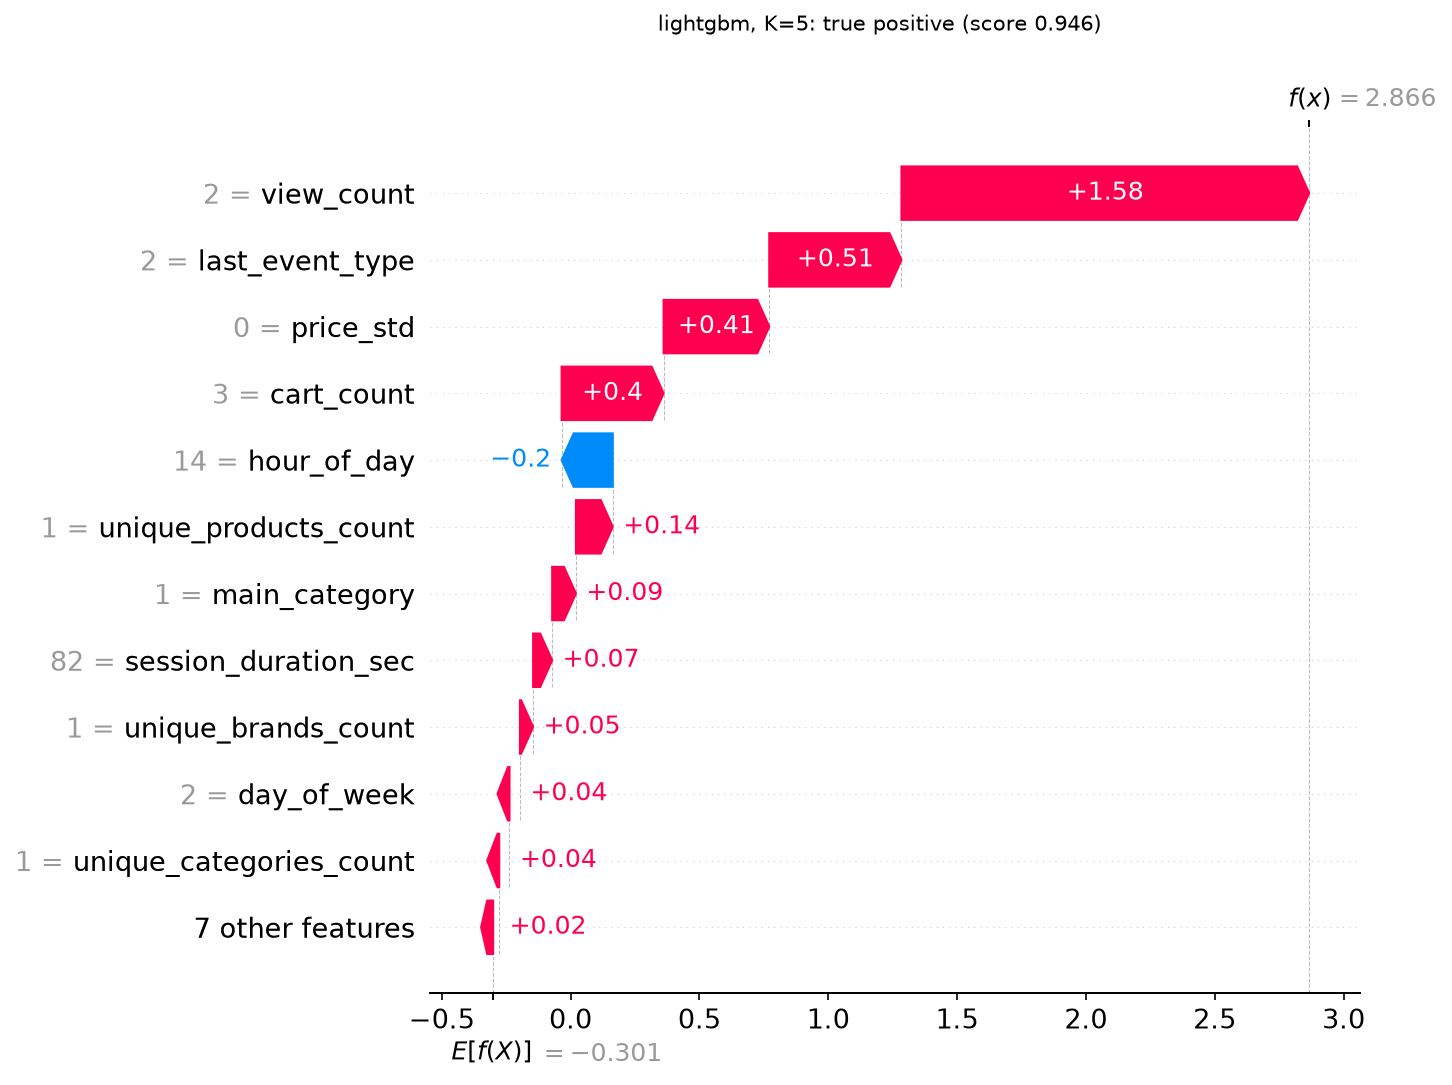 lightgbm, K=5: true positive (score 0.946)
f(x) = 2.866
2 = view_count +1.58
2 = last_event_type +0.51
0 = price_std +0.41
3 = cart_count +0.4
14 = hour_of_day −0.2
1 = unique_products_count +0.14
1 = main_category +0.09
82 = session_duration_sec +0.07
1 = unique_brands_count +0.05
2 = day_of_week +0.04
1 = unique_categories_count +0.04
7 other features +0.02
−0.5 0.0 0.5 1.0 1.5 2.0 2.5 3.0
E[f(X)] = −0.301